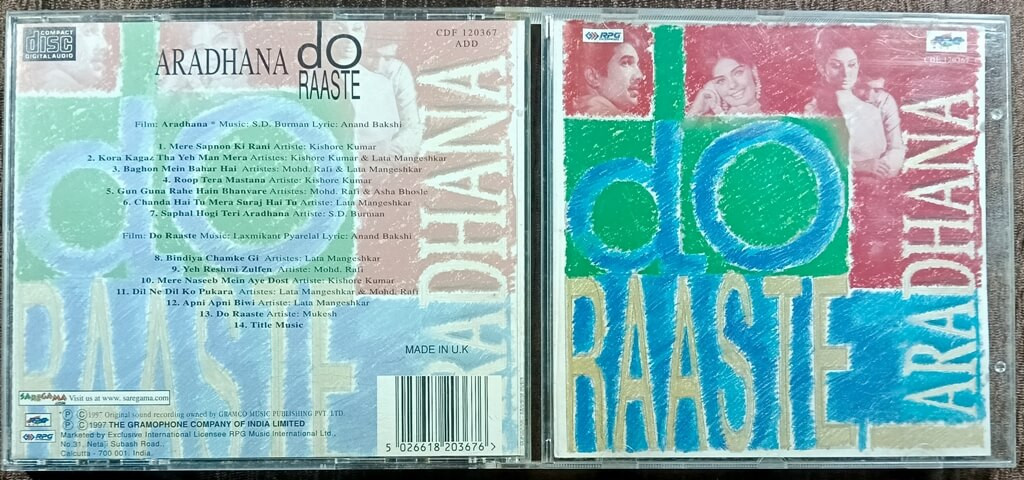 COMPACT
disc
DIGITAL AUDIO
ARADHANA do RAASTE
CDF 120367
ADD
Film: Aradhana * Music: S.D. Burman Lyric: Anand Bakshi
1. Mere Sapnon Ki Rani Artiste: Kishore Kumar
2. Kora Kagaz Tha Yeh Man Mera Artistes: Kishore Kumar & Lata Mangeshkar
3. Baghon Mein Bahar Hai Artistes: Mohd. Rafi & Lata Mangeshkar
4. Roop Tera Mastana Artiste: Kishore Kumar
5. Gun Guna Rahe Hain Bhanvare Artistes: Mohd. Rafi & Asha Bhosle
6. Chanda Hai Tu Mera Suraj Hai Tu Artiste: Lata Mangeshkar
7. Saphal Hogi Teri Aradhana Artiste: S.D. Burman
Film: Do Raaste Music: Laxmikant Pyarelal Lyric: Anand Bakshi
8. Bindiya Chamke Gi Artistes: Lata Mangeshkar
9. Yeh Reshmi Zulfen Artiste: Mohd. Rafi
10. Mere Naseeb Mein Aye Dost Artiste: Kishore Kumar
11. Dil Ne Dil Ko Pukara Artistes: Lata Mangeshkar & Mohd. Rafi
12. Apni Apni Biwi Artiste: Lata Mangeshkar
13. Do Raaste Artiste: Mukesh
14. Title Music
MADE IN U.K
SAREGAMA Visit us at www. saregama.com
Ⓟ ©1997 Original sound recording owned by GRAMCO MUSIC PUBLISHING PVT. LTD.
Ⓟ ©1997 THE GRAMOPHONE COMPANY OF INDIA LIMITED
RPG Marketed by Exclusive International Licensee RPG Music International Ltd.,
No.31, Netaji Subash Road,
Calcutta - 700 001. India.
5 026618 203676 >
do
RAASTE
ARADHANA
RPG
CDF 120367
do
RAASTE
ARADHANA